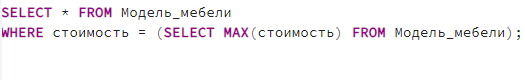 SELECT * FROM Модель_мебели
WHERE стоимость = (SELECT MAX(стоимость) FROM Модель_мебели);